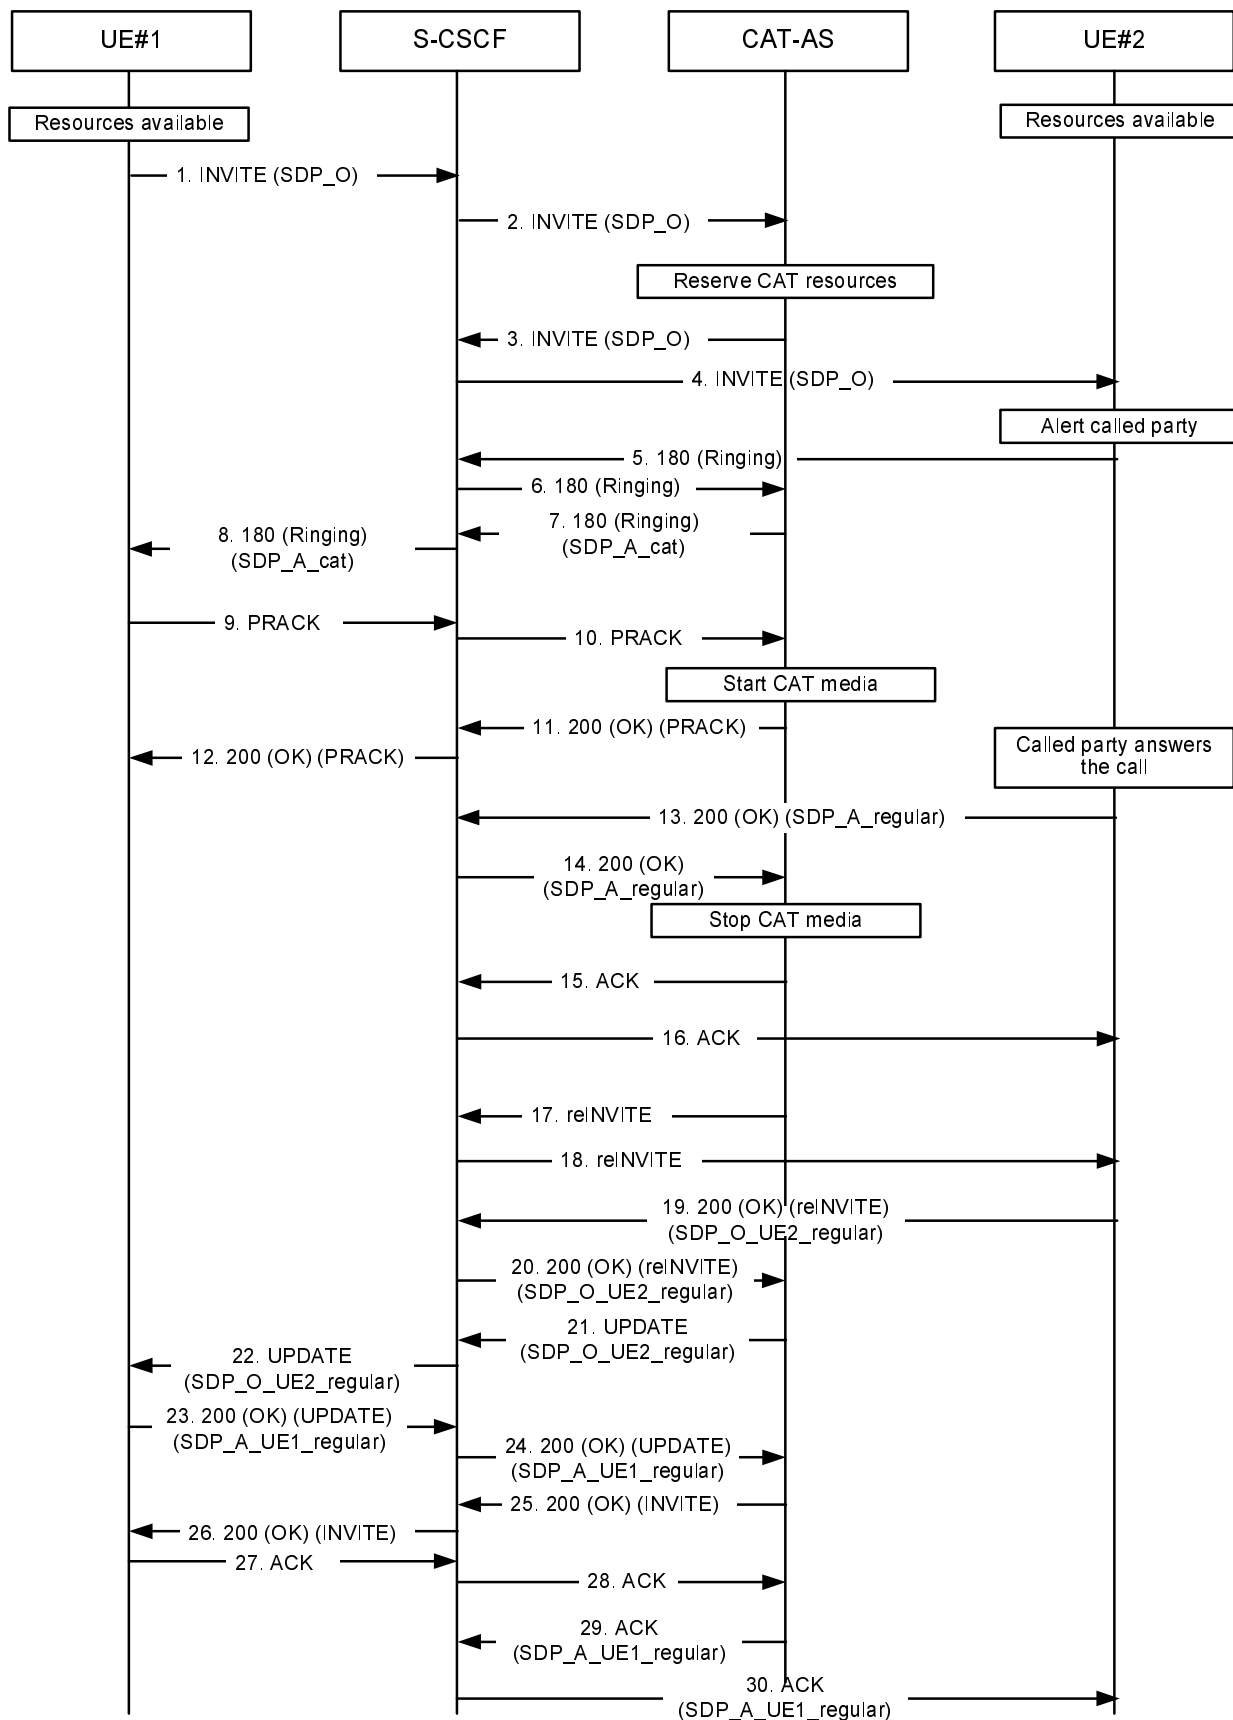 UE#1
S-CSCF
CAT-AS
UE#2
Resources available
Resources available
1. INVITE (SDP_O)
2. INVITE (SDP_O)
Reserve CAT resources
3. INVITE (SDP_O)
4. INVITE (SDP_O)
Alert called party
5. 180 (Ringing)
6. 180 (Ringing)
7. 180 (Ringing)
(SDP_A_cat)
8. 180 (Ringing)
(SDP_A_cat)
9. PRACK
10. PRACK
Start CAT media
11. 200 (OK) (PRACK)
12. 200 (OK) (PRACK)
Called party answers
the call
13. 200 (OK) (SDP_A_regular)
14. 200 (OK)
(SDP_A_regular)
Stop CAT media
15. ACK
16. ACK
17. reINVITE
18. reINVITE
19. 200 (OK) (reINVITE)
(SDP_O_UE2_regular)
20. 200 (OK) (reINVITE)
(SDP_O_UE2_regular)
21. UPDATE
(SDP_O_UE2_regular)
22. UPDATE
(SDP_O_UE2_regular)
23. 200 (OK) (UPDATE)
(SDP_A_UE1_regular)
24. 200 (OK) (UPDATE)
(SDP_A_UE1_regular)
25. 200 (OK) (INVITE)
26. 200 (OK) (INVITE)
27. ACK
28. ACK
29. ACK
(SDP_A_UE1_regular)
30. ACK
(SDP_A_UE1_regular)